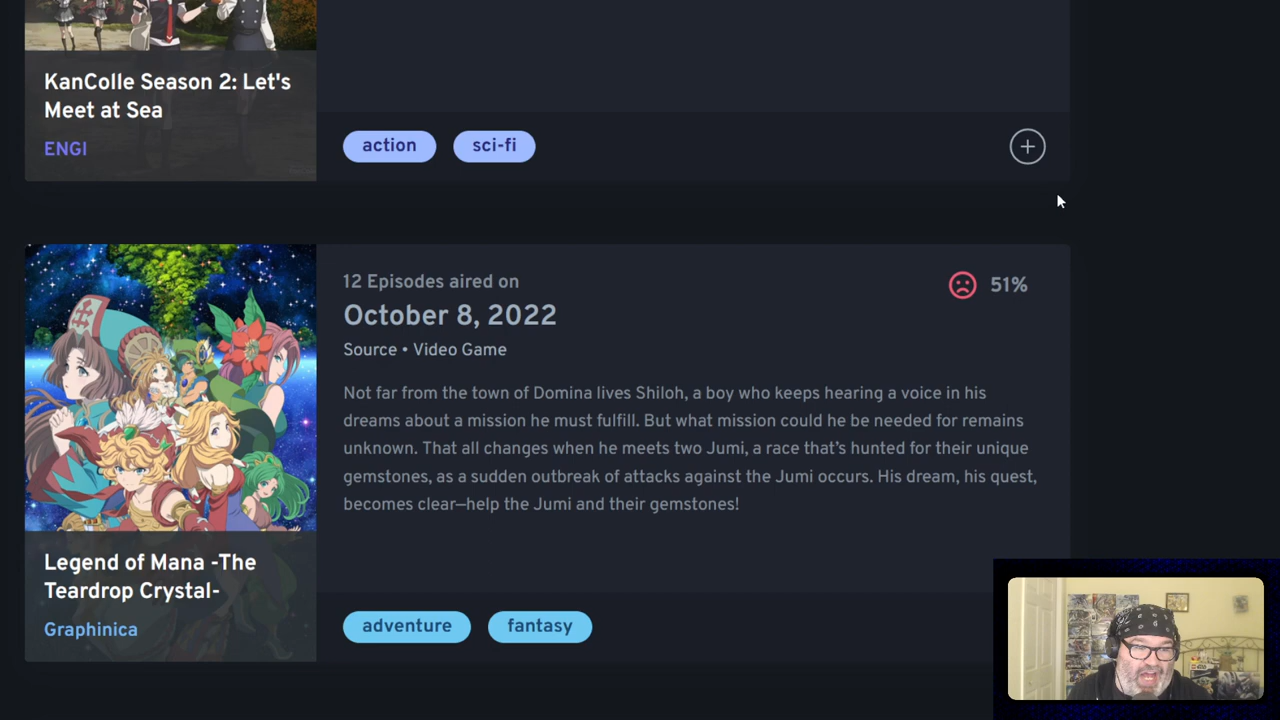 KanColle Season 2: Let's
Meet at Sea
ENGI
action
sci-fi
12 Episodes aired on
51%
October 8, 2022
Source • Video Game
Not far from the town of Domina lives Shiloh, a boy who keeps hearing a voice in his
dreams about a mission he must fulfill. But what mission could he be needed for remains
unknown. That all changes when he meets two Jumi, a race that's hunted for their unique
gemstones, as a sudden outbreak of attacks against the Jumi occurs. His dream, his quest,
becomes clear—help the Jumi and their gemstones!
Legend of Mana -The
Teardrop Crystal-
Graphinica
adventure
fantasy